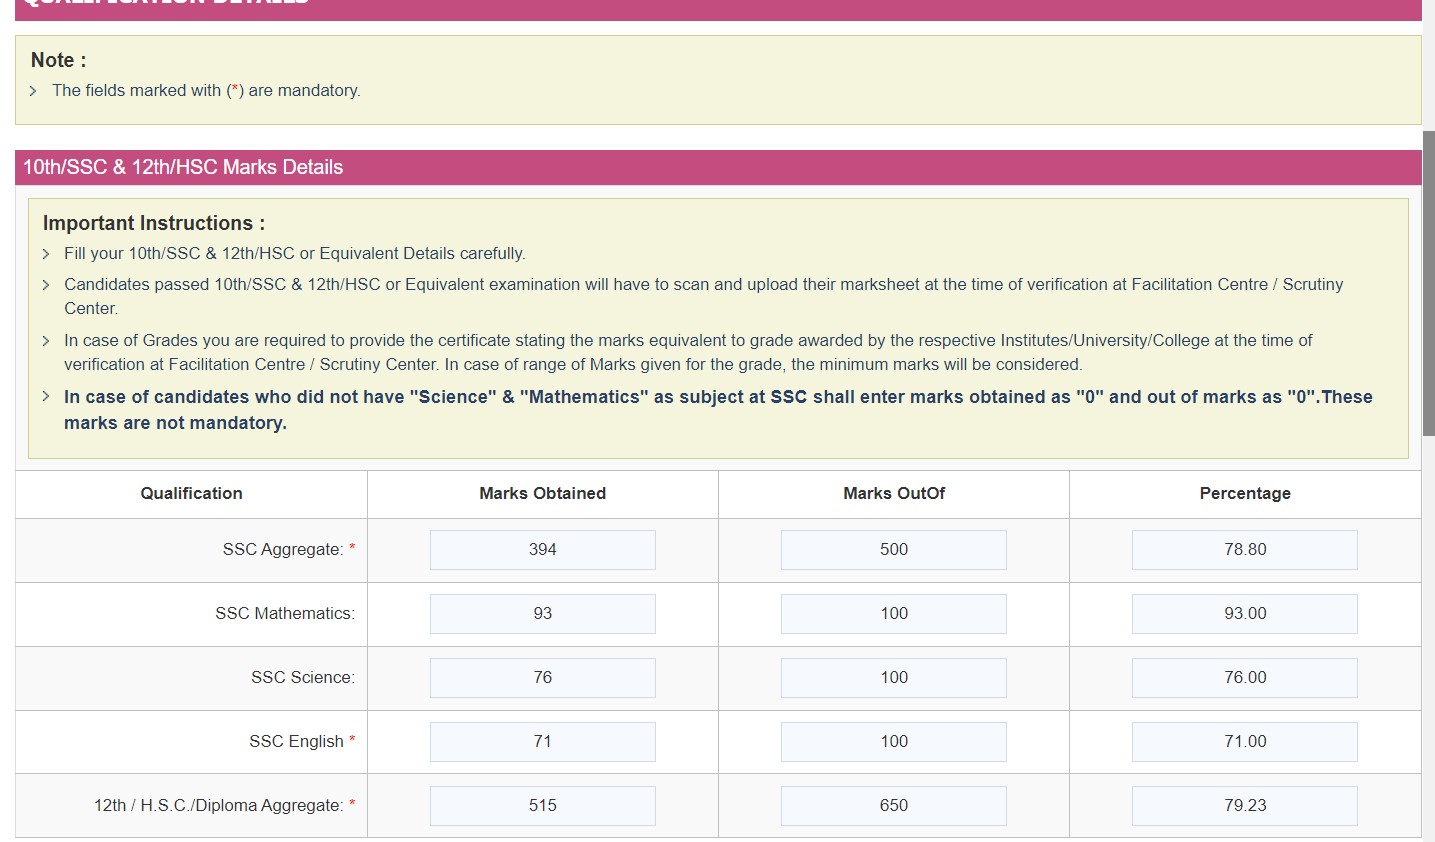 QUALIFICATION DETAILS
Note :
The fields marked with (*) are mandatory.
10th/SSC & 12th/HSC Marks Details
Important Instructions :
Fill your 10th/SSC & 12th/HSC or Equivalent Details carefully.
Candidates passed 10th/SSC & 12th/HSC or Equivalent examination will have to scan and upload their marksheet at the time of verification at Facilitation Centre / Scrutiny
Center.
In case of Grades you are required to provide the certificate stating the marks equivalent to grade awarded by the respective Institutes/University/College at the time of
verification at Facilitation Centre / Scrutiny Center. In case of range of Marks given for the grade, the minimum marks will be considered.
In case of candidates who did not have "Science" & "Mathematics" as subject at SSC shall enter marks obtained as "0" and out of marks as "0".These
marks are not mandatory.
Qualification Marks Obtained Marks OutOf Percentage
SSC Aggregate: * 394 500 78.80
SSC Mathematics: 93 100 93.00
SSC Science: 76 100 76.00
SSC English * 71 100 71.00
12th / H.S.C./Diploma Aggregate: * 515 650 79.23